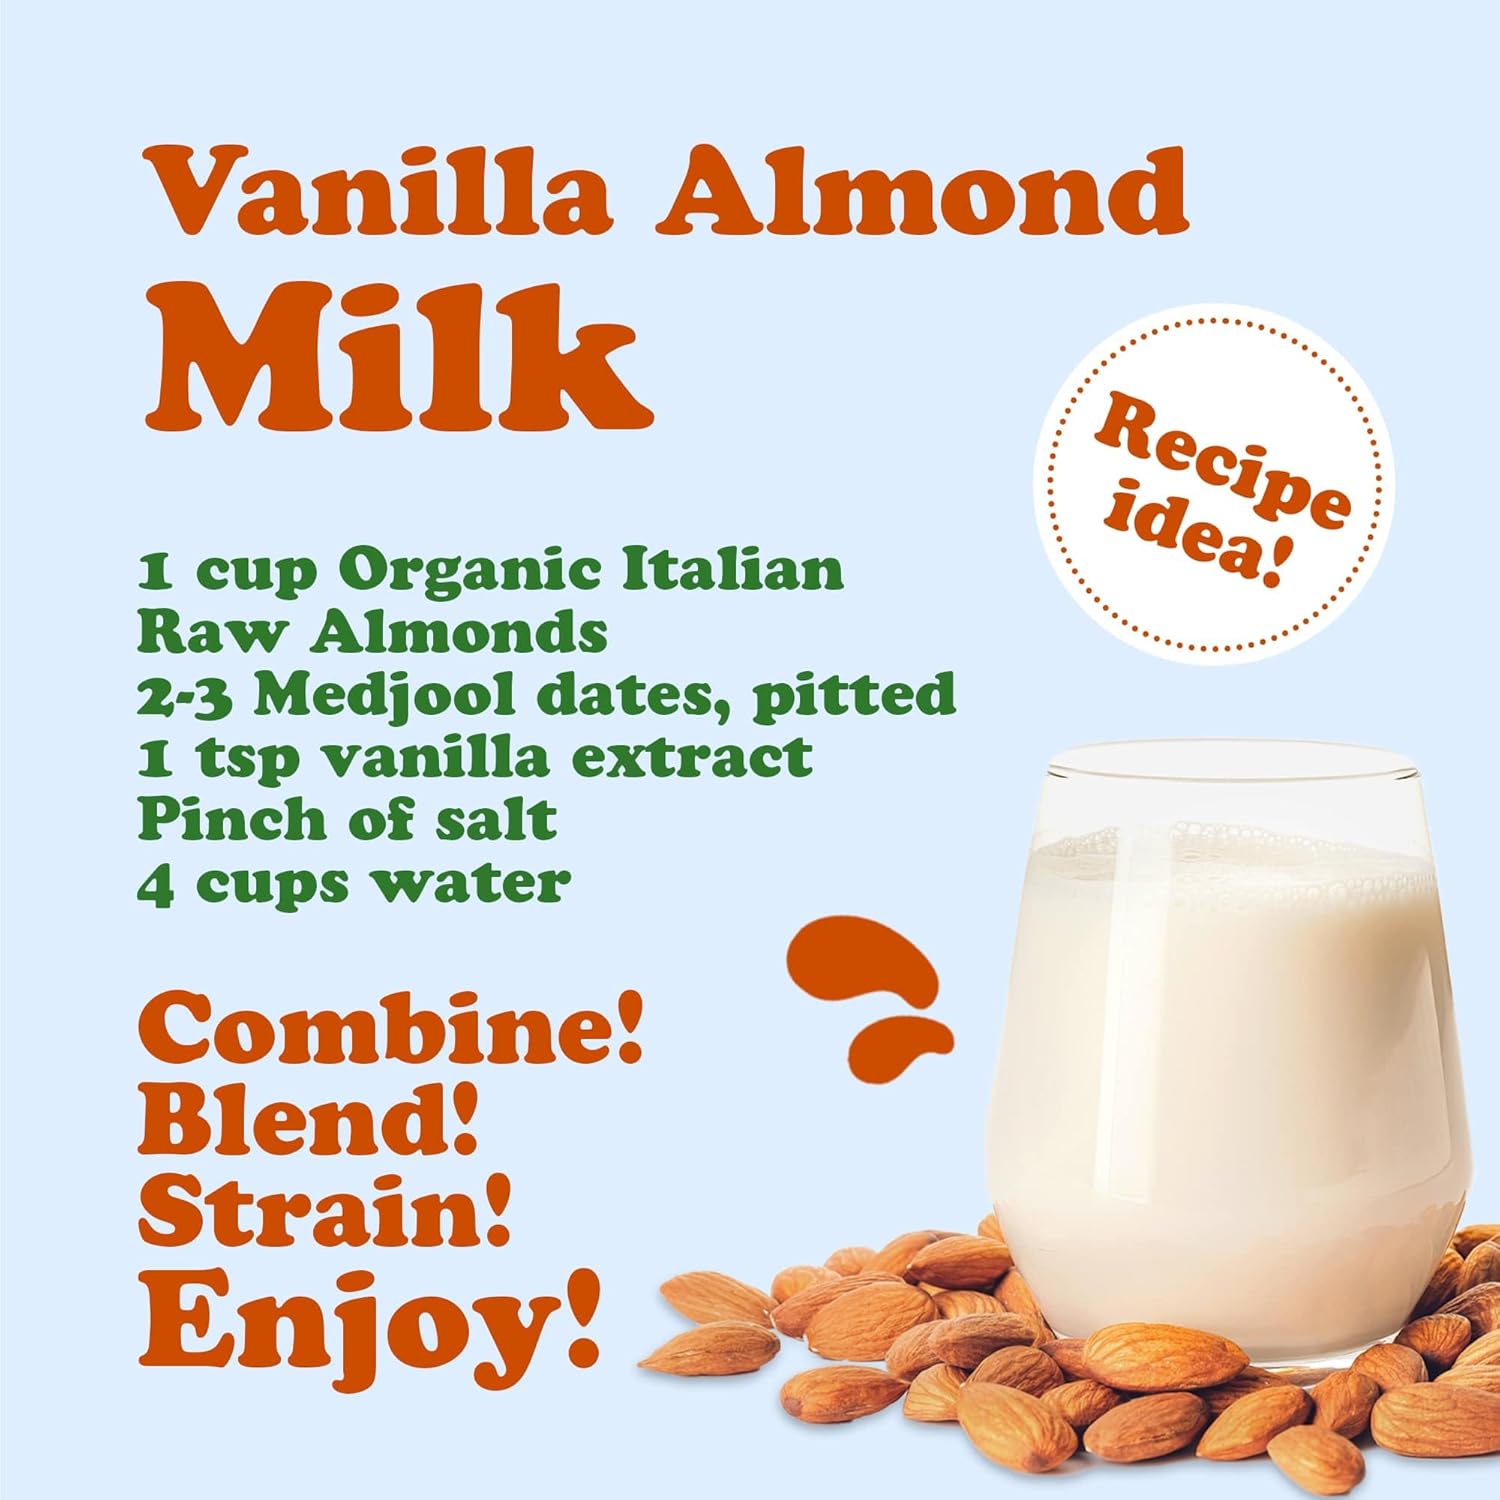 Vanilla Almond
Milk
Recipe
idea!
1 cup Organic Italian
Raw Almonds
2-3 Medjool dates, pitted
1 tsp vanilla extract
Pinch of salt
4 cups water
Combine!
Blend!
Strain!
Enjoy!